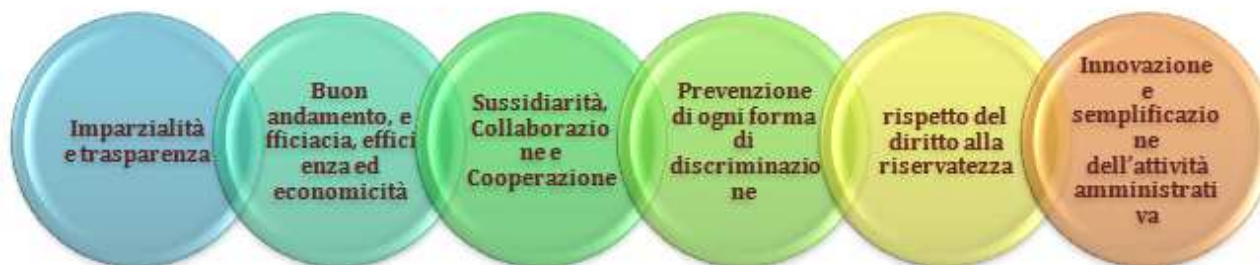 Imparzialità
e trasparenza
Buon
andamento, e
fficiacia, effici
enza ed
economicità
Sussidiarità,
Collaborazio
ne e
Cooperazione
Prevenzione
di ogni forma
di
discriminazio
ne
rispetto del
diritto alla
riservatezza
Innovazione
e
semplificazio
ne
dell'attività
amministrati
va